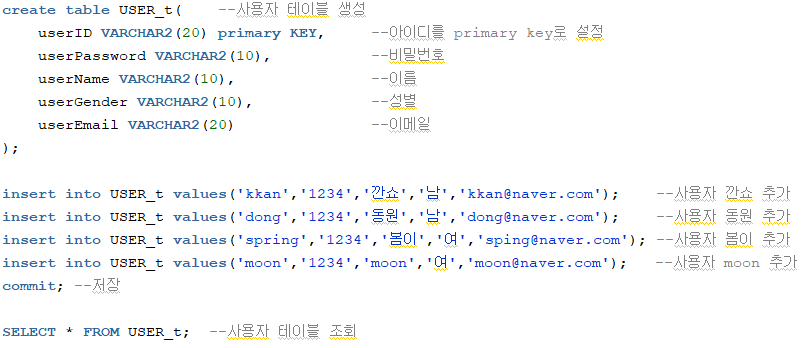 create table USER_t(    --사용자 테이블 생성
    userID VARCHAR2(20) primary KEY,    --아이디를 primary key로 설정
    userPassword VARCHAR2(10),    --비밀번호
    userName VARCHAR2(10),    --이름
    userGender VARCHAR2(10),    --성별
    userEmail VARCHAR2(20)    --이메일
);
insert into USER_t values('kkan','1234','깐쇼','남','kkan@naver.com');    --사용자 깐쇼 추가
insert into USER_t values('dong','1234','동원','남','dong@naver.com');    --사용자 동원 추가
insert into USER_t values('spring','1234','봄이','여','sping@naver.com'); --사용자 봄이 추가
insert into USER_t values('moon','1234','moon','여','moon@naver.com');    --사용자 moon 추가
commit; --저장
SELECT * FROM USER_t;  --사용자 테이블 조회